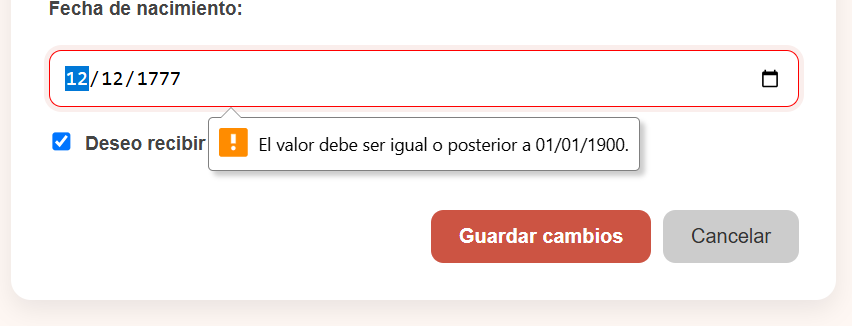 Fecha de nacimiento:
12/12/1777
Deseo recibir
El valor debe ser igual o posterior a 01/01/1900.
Guardar cambios
Cancelar